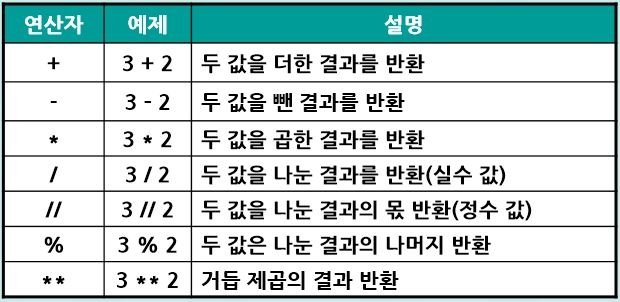 연산자 예제 설명
+ 3 + 2 두 값을 더한 결과를 반환
- 3 - 2 두 값을 뺀 결과를 반환
* 3 * 2 두 값을 곱한 결과를 반환
/ 3 / 2 두 값을 나눈 결과를 반환(실수 값)
// 3 // 2 두 값을 나눈 결과의 몫 반환(정수 값)
% 3 % 2 두 값은 나눈 결과의 나머지 반환
** 3 ** 2 거듭 제곱의 결과 반환